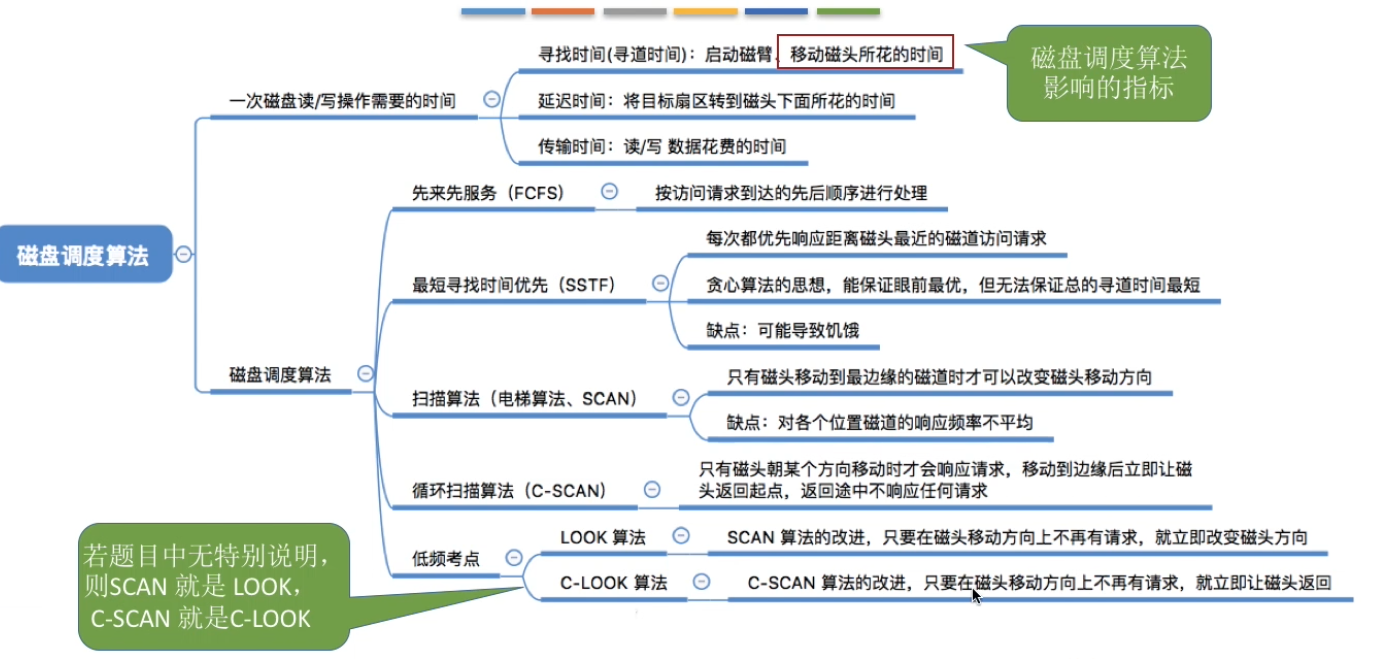 寻找时间(寻道时间)：启动磁臂、移动磁头所花的时间
磁盘调度算法
影响的指标
一次磁盘读/写操作需要的时间
延迟时间：将目标扇区转到磁头下面所花的时间
传输时间：读/写 数据花费的时间
先来先服务（FCFS）
按访问请求到达的先后顺序进行处理
每次都优先响应距离磁头最近的磁道访问请求
磁盘调度算法
最短寻找时间优先（SSTF）
贪心算法的思想，能保证眼前最优，但无法保证总的寻道时间最短
缺点：可能导致饥饿
磁盘调度算法
只有磁头移动到最边缘的磁道时才可以改变磁头移动方向
扫描算法（电梯算法、SCAN）
缺点：对各个位置磁道的响应频率不平均
循环扫描算法（C-SCAN）
只有磁头朝某个方向移动时才会响应请求，移动到边缘后立即让磁
头返回起点，返回途中不响应任何请求
低频考点
LOOK 算法
SCAN 算法的改进，只要在磁头移动方向上不再有请求，就立即改变磁头方向
C-LOOK 算法
C-SCAN 算法的改进，只要在磁头移动方向上不再有请求，就立即让磁头返回
若题目中无特别说明，
则SCAN 就是 LOOK，
C-SCAN 就是C-LOOK